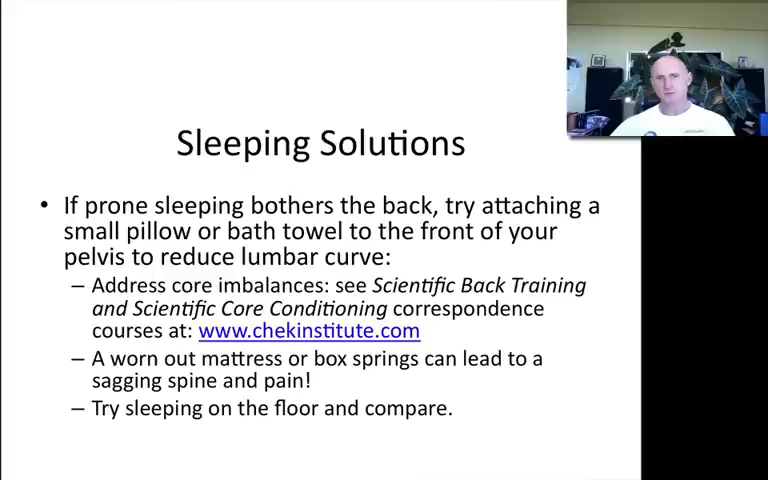 Sleeping Solutions
• If prone sleeping bothers the back, try attaching a
small pillow or bath towel to the front of your
pelvis to reduce lumbar curve:
– Address core imbalances: see Scientific Back Training
and Scientific Core Conditioning correspondence
courses at: www.chekinstitute.com
– A worn out mattress or box springs can lead to a
sagging spine and pain!
– Try sleeping on the floor and compare.